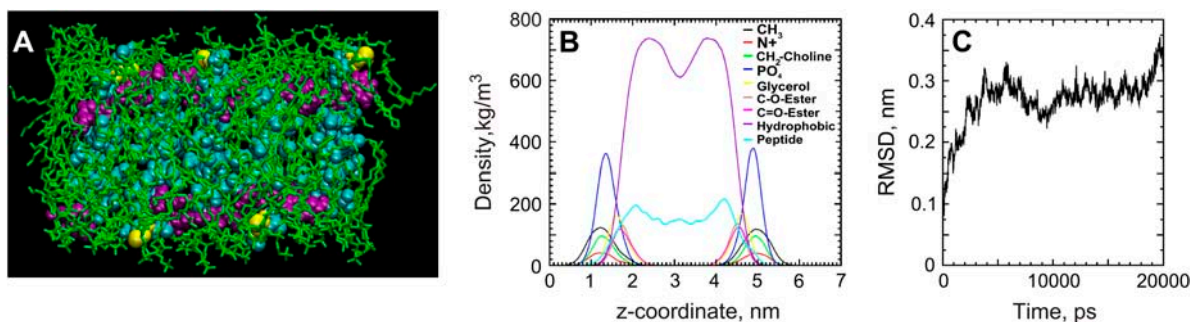 A
B
C
Density,kg/m³
800
600
400
200
0
0 1 2 3 4 5 6 7
z-coordinate, nm
CH₃
N+
CH₂-Choline
PO₄
Glycerol
C-O-Ester
C=O-Ester
Hydrophobic
Peptide
RMSD, nm
0.4
0.3
0.2
0.1
0
0 10000 20000
Time, ps